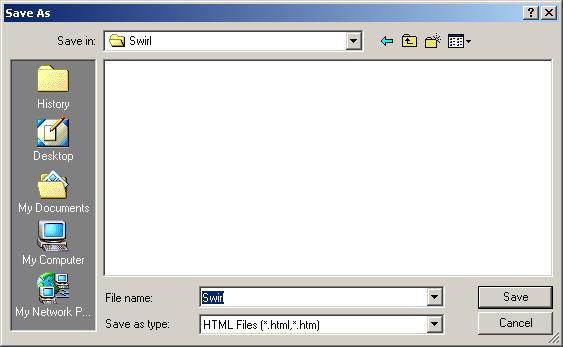 Save As
Save in: Swirl
History
Desktop
My Documents
My Computer
My Network P...
File name: Swirl
Save as type: HTML Files (*.html,*.htm)
Save
Cancel